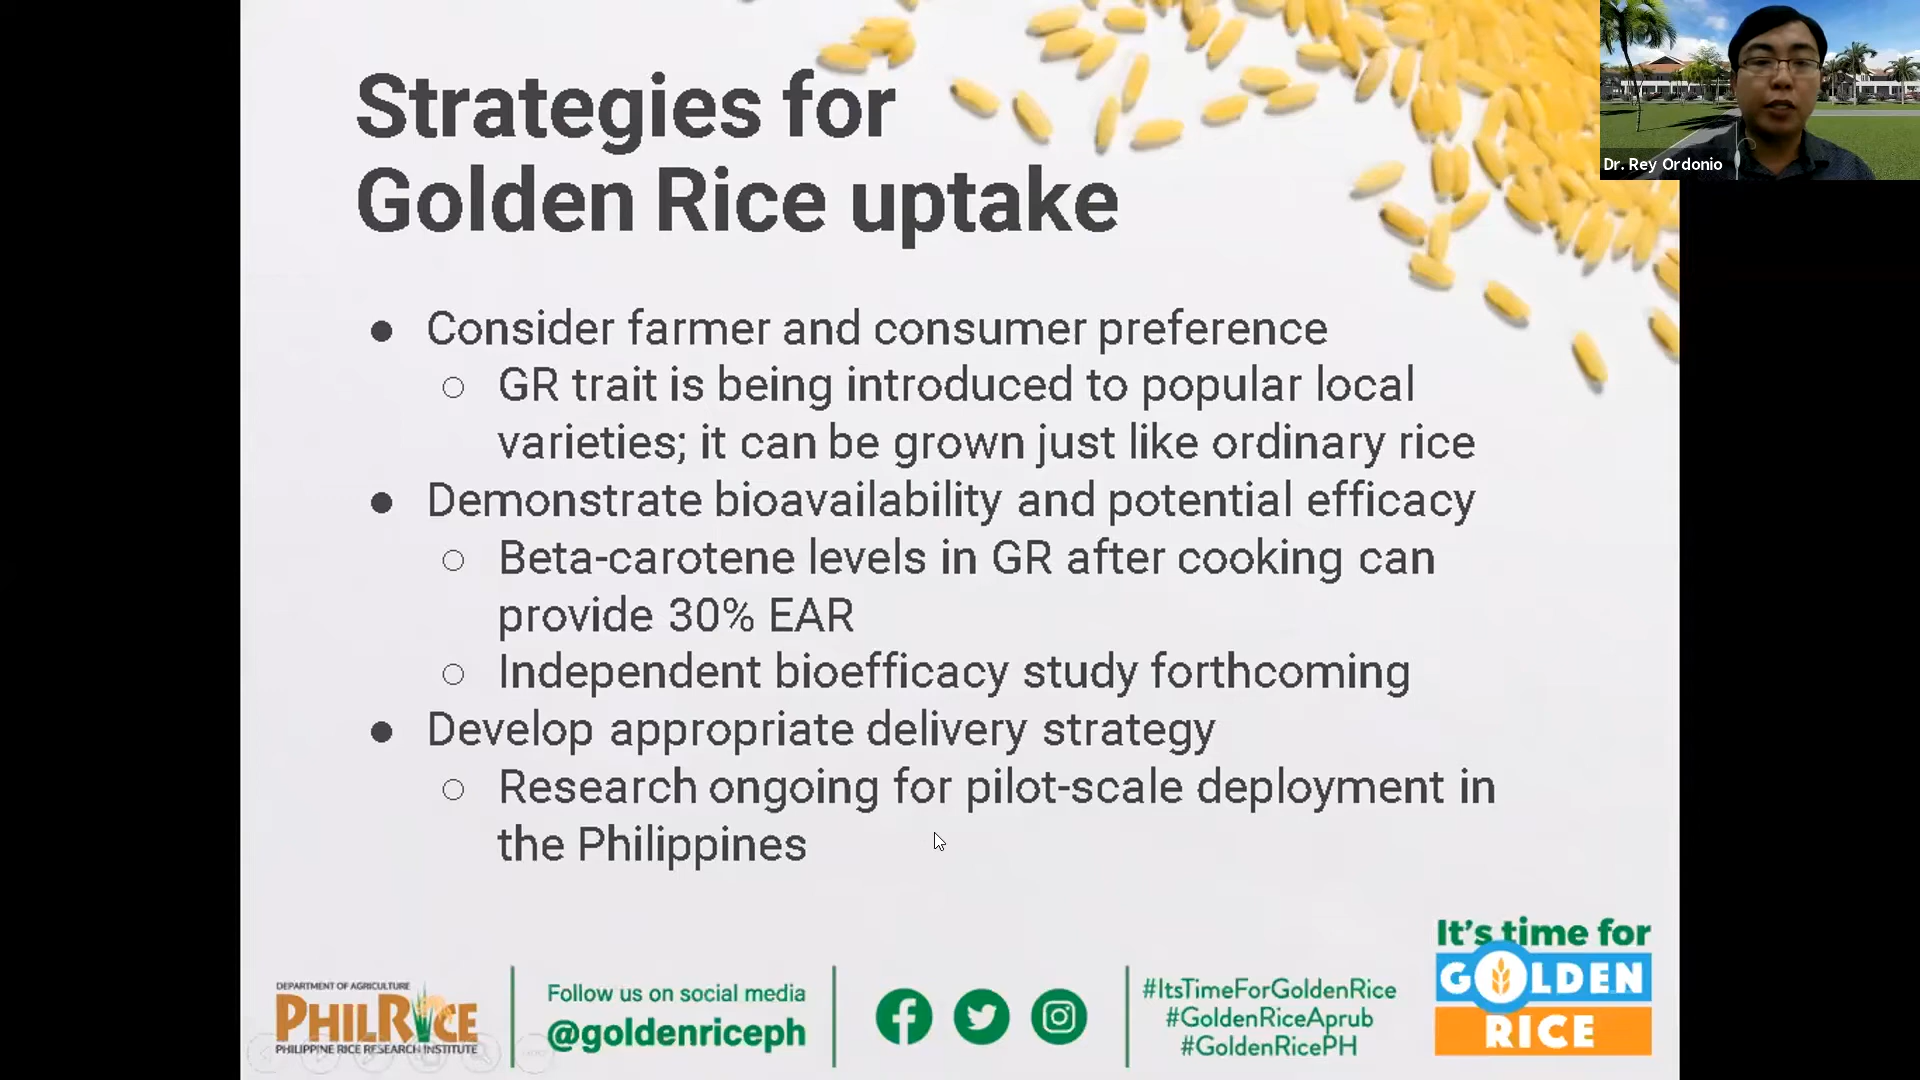 Strategies for
Golden Rice uptake
Dr. Rey Ordonio
● Consider farmer and consumer preference
○ GR trait is being introduced to popular local
varieties; it can be grown just like ordinary rice
● Demonstrate bioavailability and potential efficacy
○ Beta-carotene levels in GR after cooking can
provide 30% EAR
○ Independent bioefficacy study forthcoming
● Develop appropriate delivery strategy
○ Research ongoing for pilot-scale deployment in
the Philippines
DEPARTMENT OF AGRICULTURE
PHILRICE
PHILIPPINE RICE RESEARCH INSTITUTE
Follow us on social media
@goldenriceph
#ItsTimeForGoldenRice
#GoldenRiceAprub
#GoldenRicePH
It's time for
GOLDEN
RICE